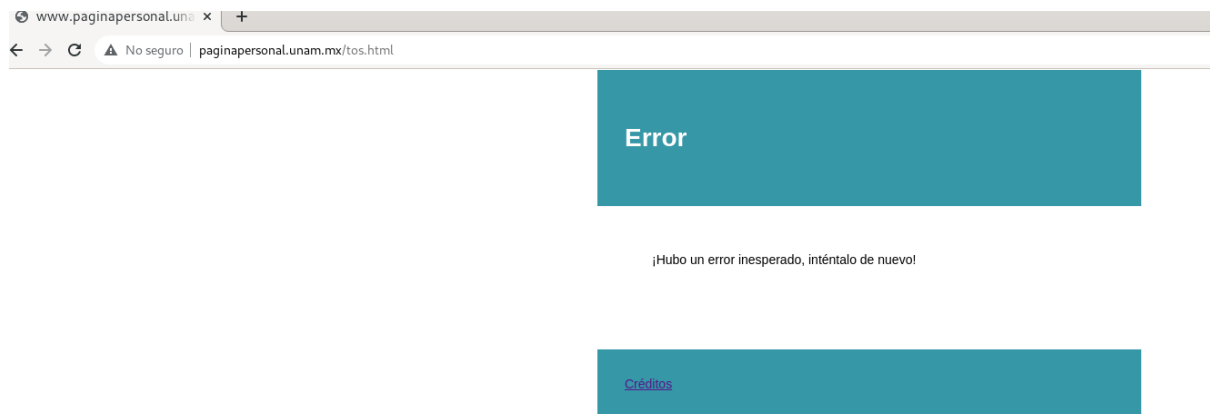 www.paginapersonal.una
No seguro paginapersonal.unam.mx/tos.html
Error
¡Hubo un error inesperado, inténtalo de nuevo!
Créditos